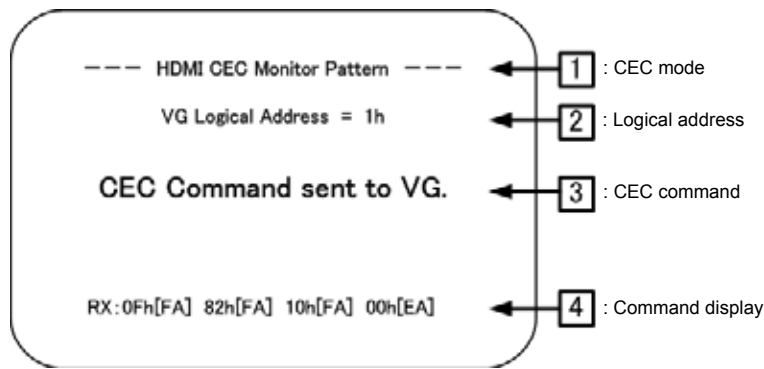 --- HDMI CEC Monitor Pattern ---
1 : CEC mode
VG Logical Address = 1h
2 : Logical address
CEC Command sent to VG.
3 : CEC command
RX:0Fh[FA] 82h[FA] 10h[FA] 00h[EA]
4 : Command display